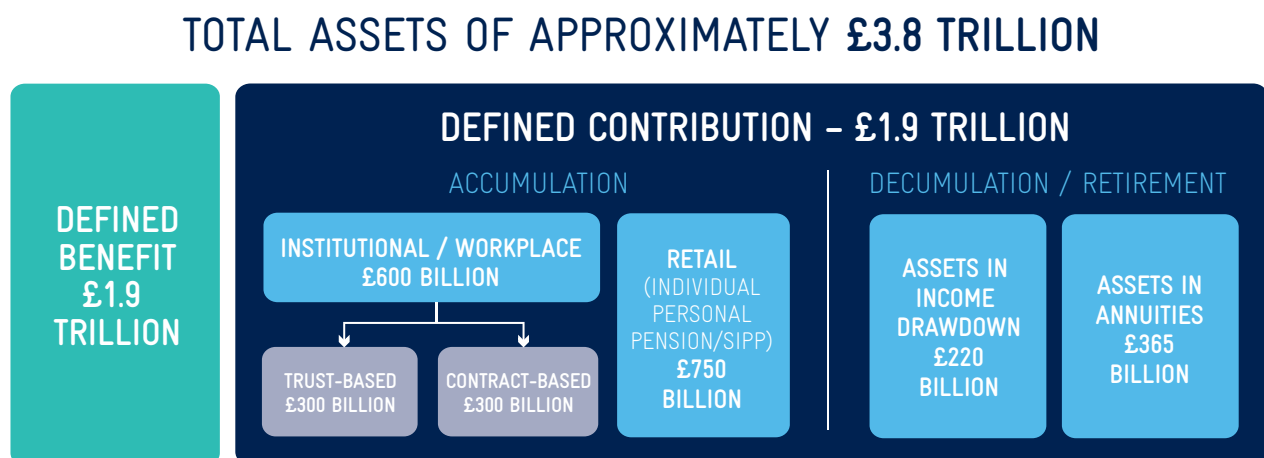 TOTAL ASSETS OF APPROXIMATELY £3.8 TRILLION
DEFINED
BENEFIT
£1.9
TRILLION
DEFINED CONTRIBUTION – £1.9 TRILLION
ACCUMULATION
INSTITUTIONAL / WORKPLACE
£600 BILLION
TRUST-BASED
£300 BILLION
CONTRACT-BASED
£300 BILLION
RETAIL
(INDIVIDUAL
PERSONAL
PENSION/SIPP)
£750
BILLION
DECUMULATION / RETIREMENT
ASSETS IN
INCOME
DRAWDOWN
£220
BILLION
ASSETS IN
ANNUITIES
£365
BILLION